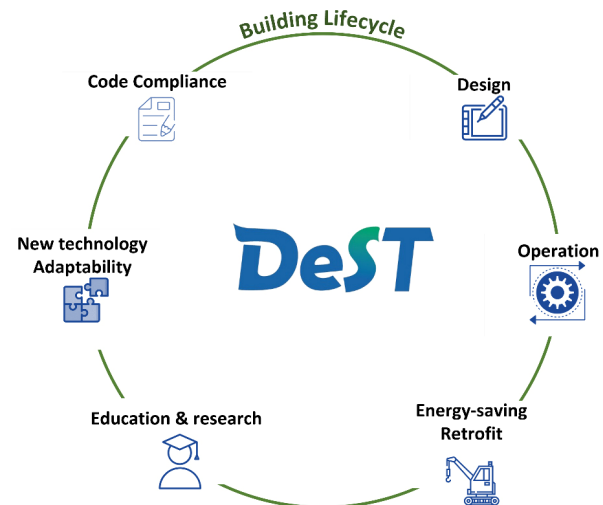 Building Lifecycle
Code Compliance
Design
New technology
Adaptability
DeST
Operation
Education & research
Energy-saving
Retrofit